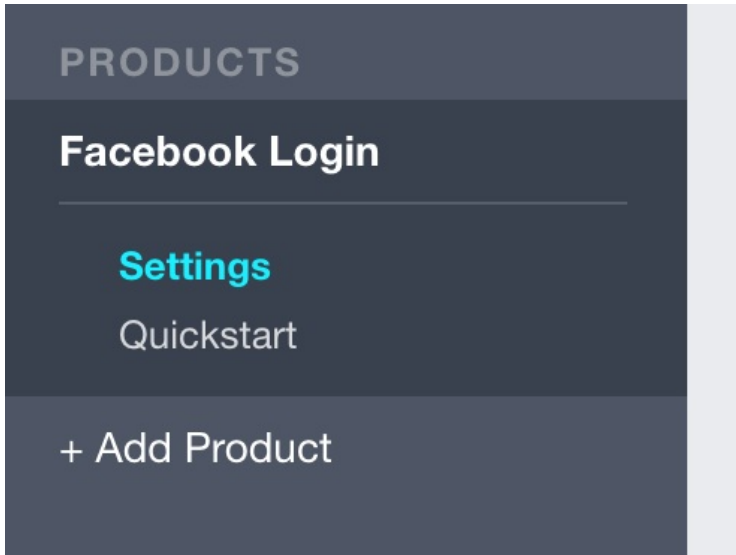 PRODUCTS
Facebook Login
Settings
Quickstart
+ Add Product